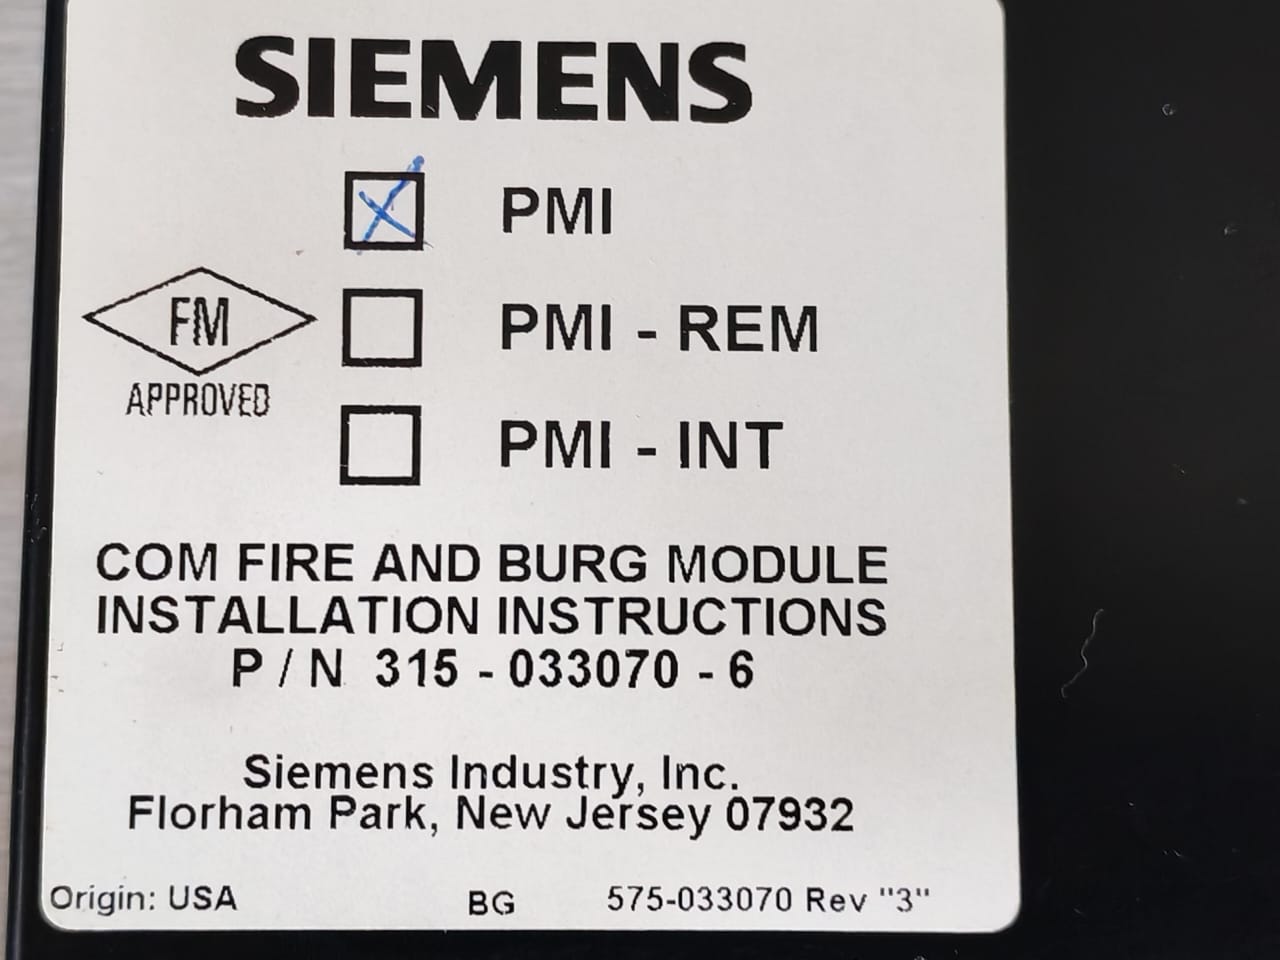 SIEMENS
PMI
PMI - REM
FM
APPROVED
PMI - INT
COM FIRE AND BURG MODULE
INSTALLATION INSTRUCTIONS
P / N 315 - 033070 - 6
Siemens Industry, Inc.
Florham Park, New Jersey 07932
Origin: USA BG 575-033070 Rev "3"